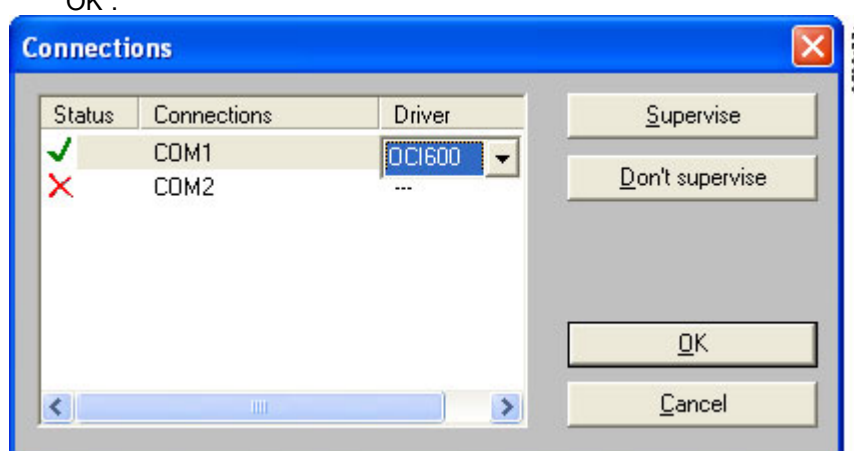 OK .
Connections
Status Connections Driver
COM1 OCI600
COM2 ---
Supervise
Don't supervise
OK
Cancel